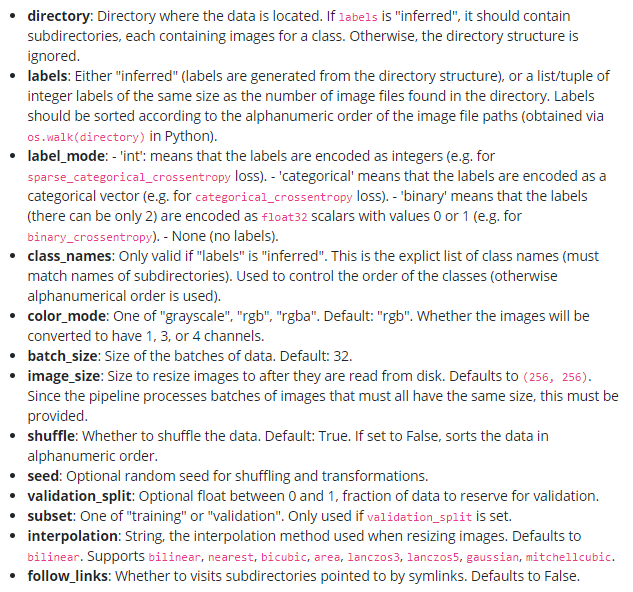 • directory: Directory where the data is located. If labels is "inferred", it should contain
subdirectories, each containing images for a class. Otherwise, the directory structure is
ignored.
• labels: Either "inferred" (labels are generated from the directory structure), or a list/tuple of
integer labels of the same size as the number of image files found in the directory. Labels
should be sorted according to the alphanumeric order of the image file paths (obtained via
os.walk(directory) in Python).
• label_mode: - 'int': means that the labels are encoded as integers (e.g. for
sparse_categorical_crossentropy loss). - 'categorical' means that the labels are encoded as a
categorical vector (e.g. for categorical_crossentropy loss). - 'binary' means that the labels
(there can be only 2) are encoded as float32 scalars with values 0 or 1 (e.g. for
binary_crossentropy). - None (no labels).
• class_names: Only valid if "labels" is "inferred". This is the explict list of class names (must
match names of subdirectories). Used to control the order of the classes (otherwise
alphanumerical order is used).
• color_mode: One of "grayscale", "rgb", "rgba". Default: "rgb". Whether the images will be
converted to have 1, 3, or 4 channels.
• batch_size: Size of the batches of data. Default: 32.
• image_size: Size to resize images to after they are read from disk. Defaults to (256, 256).
Since the pipeline processes batches of images that must all have the same size, this must be
provided.
• shuffle: Whether to shuffle the data. Default: True. If set to False, sorts the data in
alphanumeric order.
• seed: Optional random seed for shuffling and transformations.
• validation_split: Optional float between 0 and 1, fraction of data to reserve for validation.
• subset: One of "training" or "validation". Only used if validation_split is set.
• interpolation: String, the interpolation method used when resizing images. Defaults to
bilinear. Supports bilinear, nearest, bicubic, area, lanczos3, lanczos5, gaussian, mitchellcubic.
• follow_links: Whether to visits subdirectories pointed to by symlinks. Defaults to False.